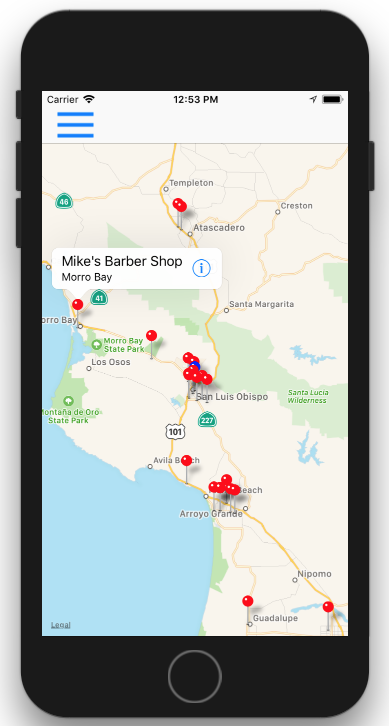 Carrier 12:53 PM
Templeton
46
Creston
Atascadero
Mike's Barber Shop
Morro Bay
41
Santa Margarita
orro Bay
Morro Bay
State Park
Los Osos
San Luis Obispo
Santa Lucia
Wilderness
ontaña de Oro
State Park
227
101
Avila Beach
each
Arroyo Grande
Nipomo
Guadalupe
Legal